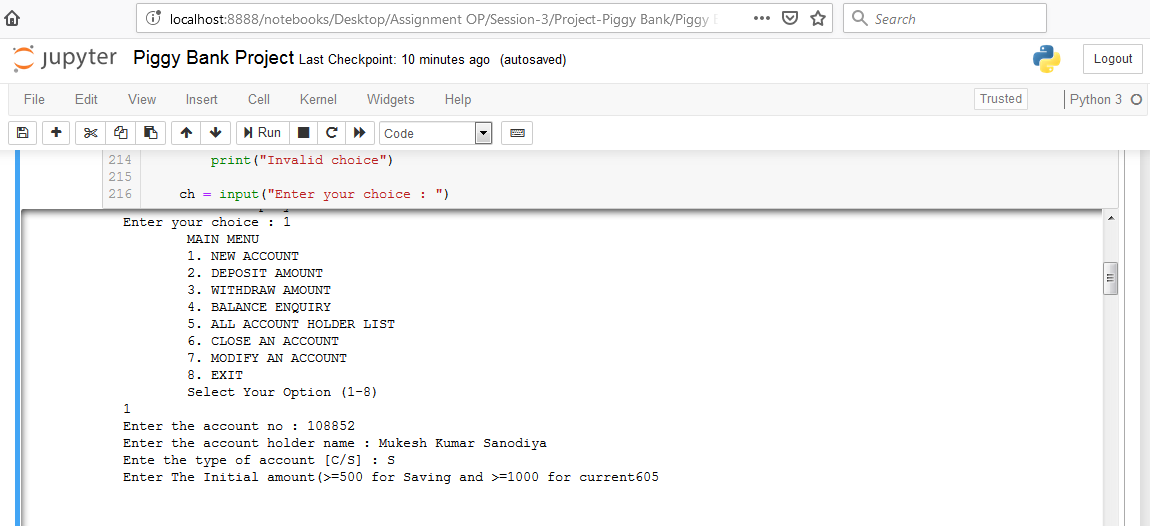 localhost:8888/notebooks/Desktop/Assignment OP/Session-3/Project-Piggy Bank/Piggy
Search
jupyter Piggy Bank Project Last Checkpoint: 10 minutes ago (autosaved)
Logout
File Edit View Insert Cell Kernel Widgets Help
Trusted
Python 3
Run
Code
214 print("Invalid choice")
215
216 ch = input("Enter your choice : ")
Enter your choice : 1
MAIN MENU
1. NEW ACCOUNT
2. DEPOSIT AMOUNT
3. WITHDRAW AMOUNT
4. BALANCE ENQUIRY
5. ALL ACCOUNT HOLDER LIST
6. CLOSE AN ACCOUNT
7. MODIFY AN ACCOUNT
8. EXIT
Select Your Option (1-8)
1
Enter the account no : 108852
Enter the account holder name : Mukesh Kumar Sanodiya
Ente the type of account [C/S] : S
Enter The Initial amount(>=500 for Saving and >=1000 for current605